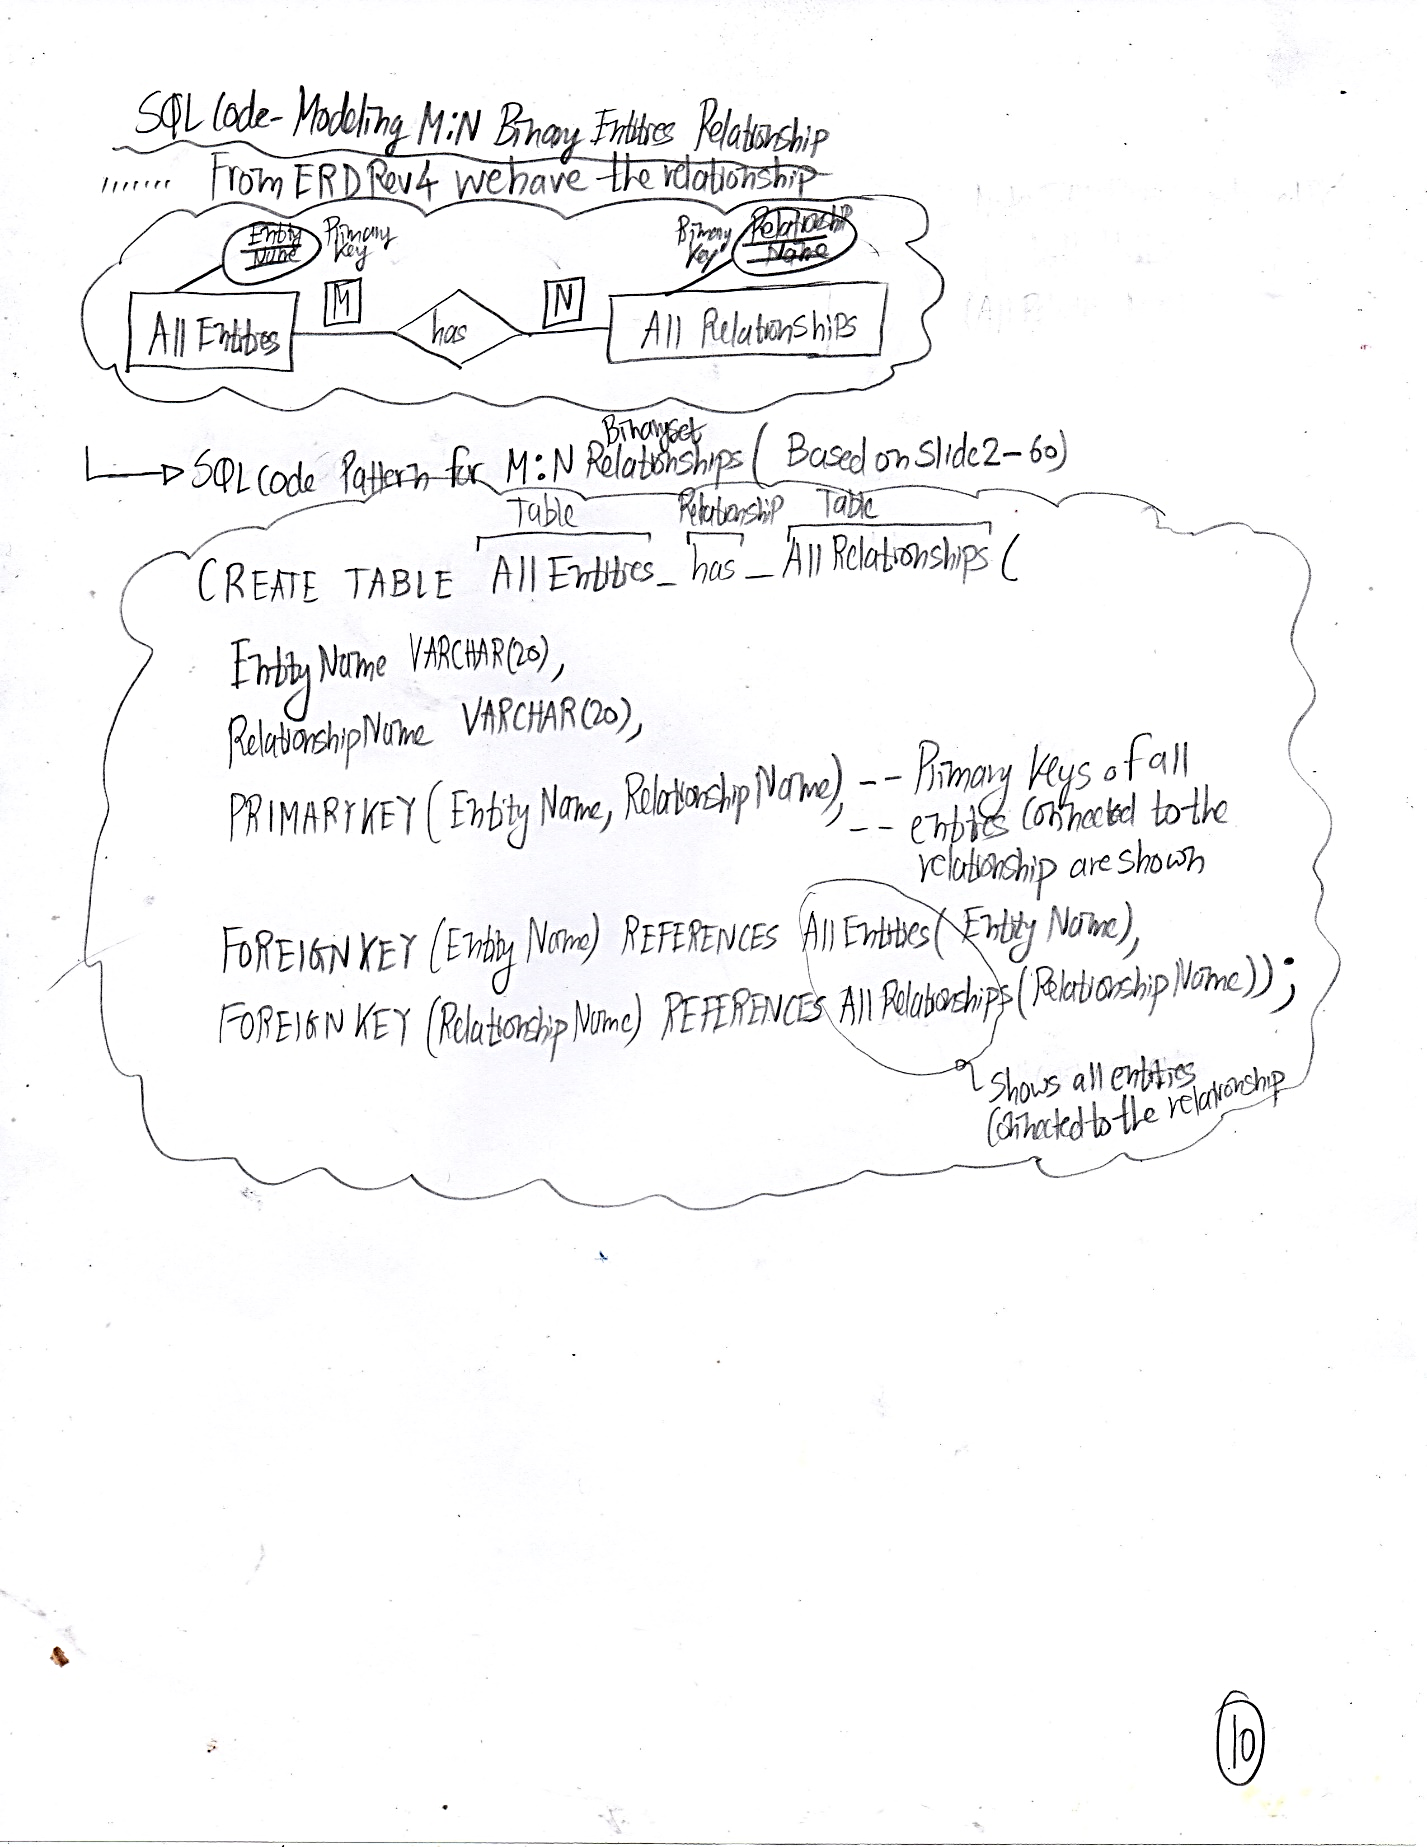 SQL Code- Modeling M:N Binary Entities Relationship
From ERD Rev4 we have the relationship
Entity Name
Primary Key
Binary Key
Relationship Name
All Entities
M
has
N
All Relationships
Binary set
SQL code Pattern for M:N Relationships (Based on Slide 2-60)
Table Relationship Table
CREATE TABLE All Entities_has_All Relationships (
Entity Name VARCHAR(20),
Relationship Name VARCHAR(20),
PRIMARY KEY (Entity Name, Relationship Name), -- Primary keys of all
-- entities connected to the
relationship are shown
FOREIGN KEY (Entity Name) REFERENCES All Entities (Entity Name),
FOREIGN KEY (Relationship Name) REFERENCES All Relationships (Relationship Name));
Shows all entities
connected to the relationship
10